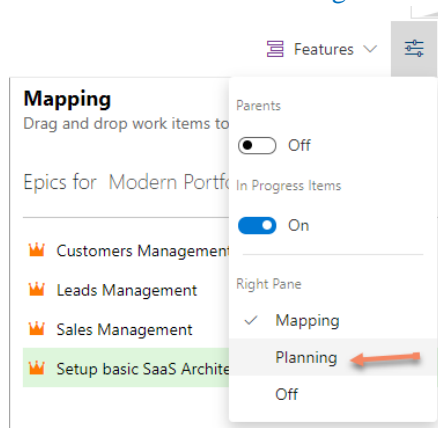 Features
Mapping
Drag and drop work items to
Epics for Modern Portfo
Customers Management
Leads Management
Sales Management
Setup basic SaaS Archite
Parents
Off
In Progress Items
On
Right Pane
Mapping
Planning
Off